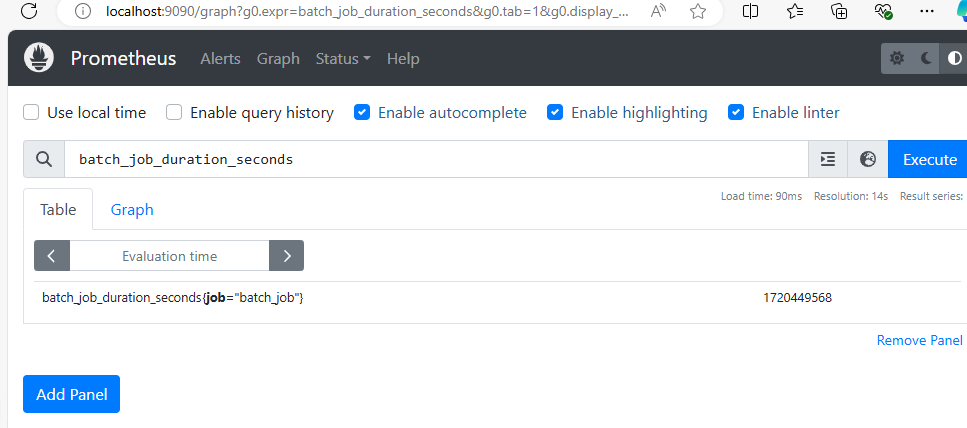 localhost:9090/graph?g0.expr=batch_job_duration_seconds&g0.tab=1&g0.display_...
Prometheus Alerts Graph Status Help
Use local time Enable query history Enable autocomplete Enable highlighting Enable linter
batch_job_duration_seconds Execute
Load time: 90ms Resolution: 14s Result series:
Table Graph
Evaluation time
batch_job_duration_seconds{job="batch_job"} 1720449568
Remove Panel
Add Panel